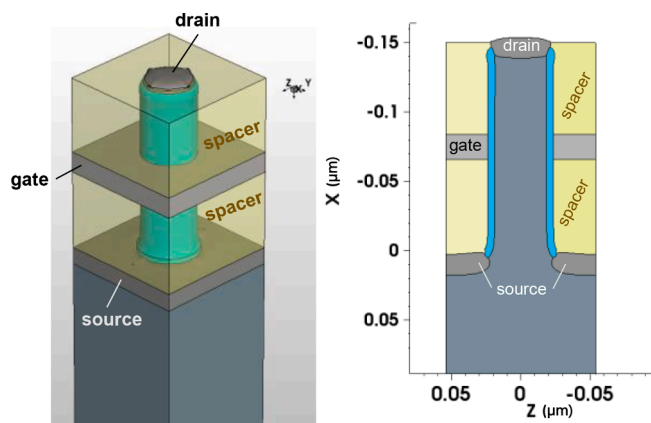 drain
Z
Y
X
spacer
gate
spacer
source
-0.15
drain
-0.1
spacer
gate
-0.05
X (µm)
spacer
0
source
0.05
0.05
0
-0.05
Z (µm)